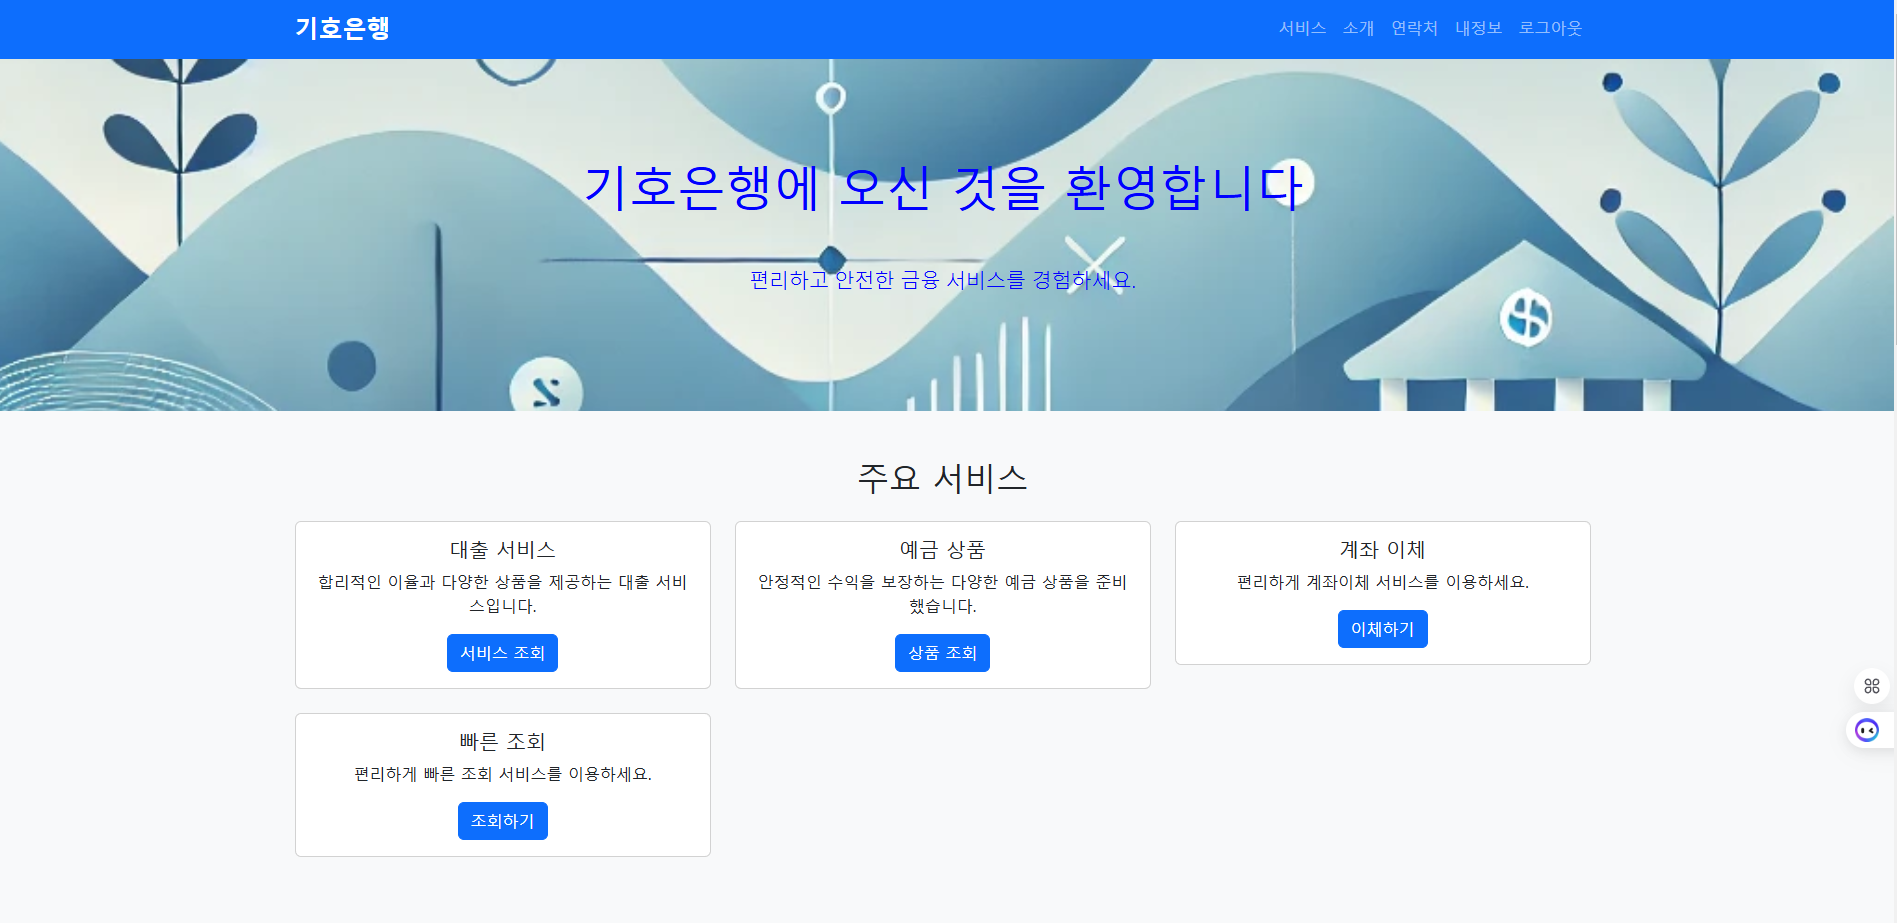 기호은행
서비스 소개 연락처 내정보 로그아웃
기호은행에 오신 것을 환영합니다
편리하고 안전한 금융 서비스를 경험하세요.
주요 서비스
대출 서비스
합리적인 이율과 다양한 상품을 제공하는 대출 서비
스입니다.
서비스 조회
예금 상품
안정적인 수익을 보장하는 다양한 예금 상품을 준비
했습니다.
상품 조회
계좌 이체
편리하게 계좌이체 서비스를 이용하세요.
이체하기
빠른 조회
편리하게 빠른 조회 서비스를 이용하세요.
조회하기